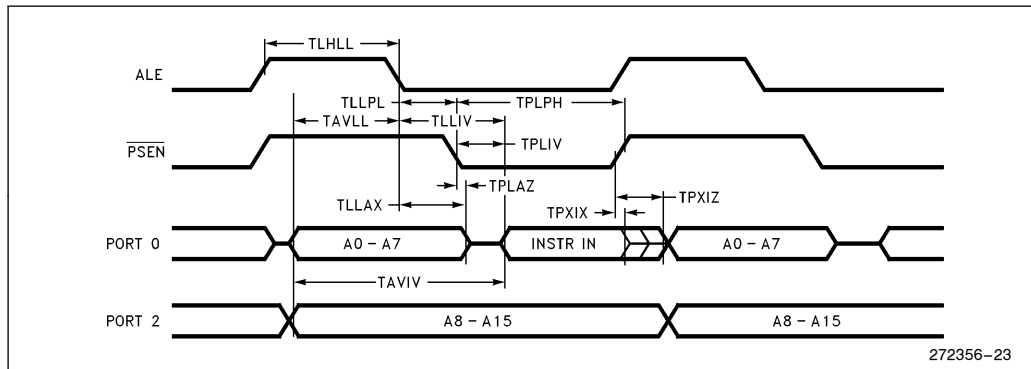 TLHLL
ALE
TLLPL
TPLPH
TAVLL
TLLIV
PSEN
TPLIV
TPLAZ
TLLAX
TPXIX
TPXIZ
PORT 0
A0 – A7
INSTR IN
A0 – A7
TAVIV
PORT 2
A8 – A15
A8 – A15
272356–23